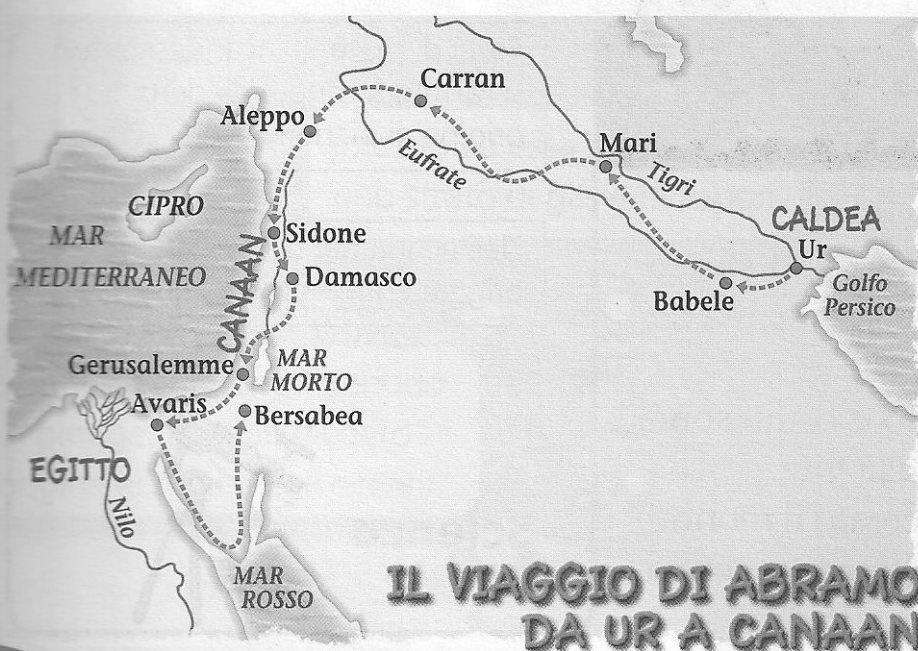 Carran
Aleppo
Mari
Eufrate
Tigri
CIPRO
CALDEA
MAR
MEDITERRANEO
Sidone
Ur
CANAAN
Damasco
Babele
Golfo
Persico
Gerusalemme
MAR
MORTO
Avaris
Bersabea
EGITTO
Nilo
MAR
ROSSO
IL VIAGGIO DI ABRAMO
DA UR A CANAAN